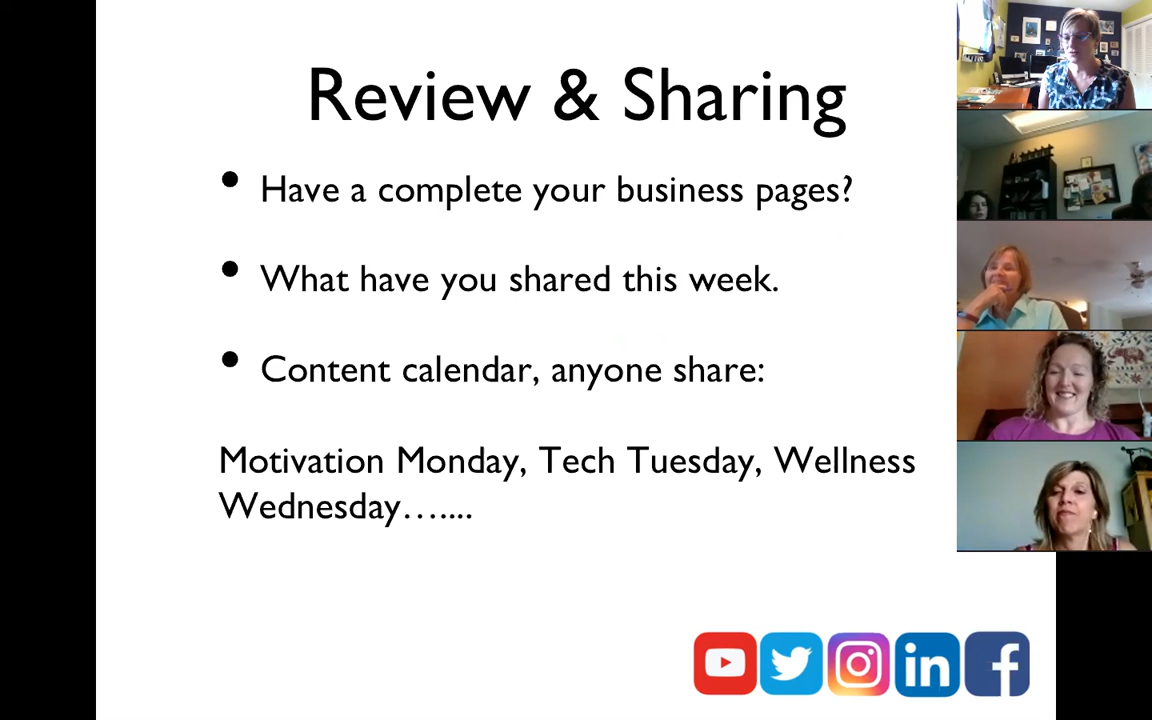 Review & Sharing
• Have a complete your business pages?
• What have you shared this week.
• Content calendar, anyone share:
Motivation Monday, Tech Tuesday, Wellness
Wednesday…....
in
f